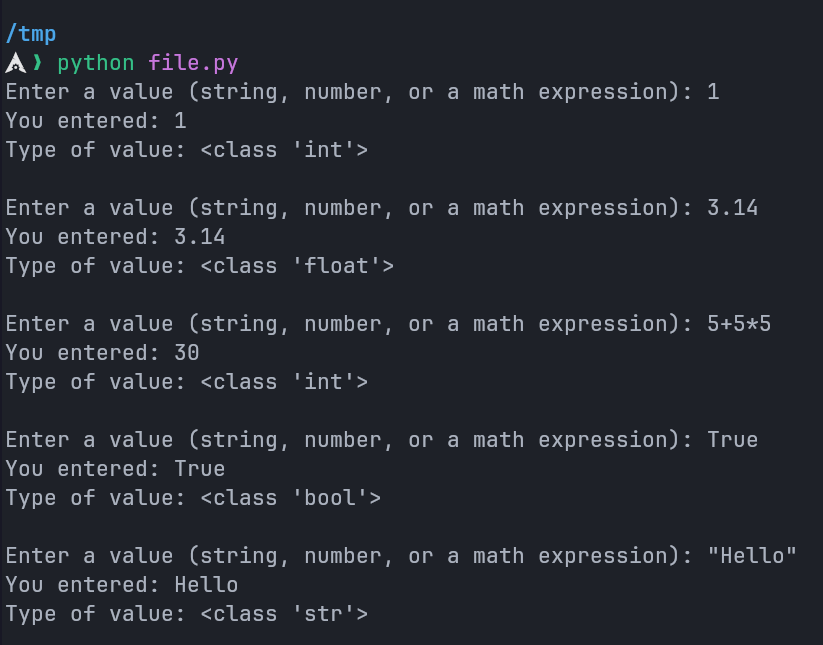 /tmp
❱ python file.py
Enter a value (string, number, or a math expression): 1
You entered: 1
Type of value: <class 'int'>
Enter a value (string, number, or a math expression): 3.14
You entered: 3.14
Type of value: <class 'float'>
Enter a value (string, number, or a math expression): 5+5*5
You entered: 30
Type of value: <class 'int'>
Enter a value (string, number, or a math expression): True
You entered: True
Type of value: <class 'bool'>
Enter a value (string, number, or a math expression): "Hello"
You entered: Hello
Type of value: <class 'str'>